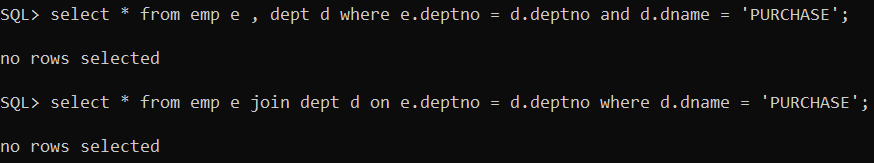 SQL> select * from emp e , dept d where e.deptno = d.deptno and d.dname = 'PURCHASE';
no rows selected
SQL> select * from emp e join dept d on e.deptno = d.deptno where d.dname = 'PURCHASE';
no rows selected